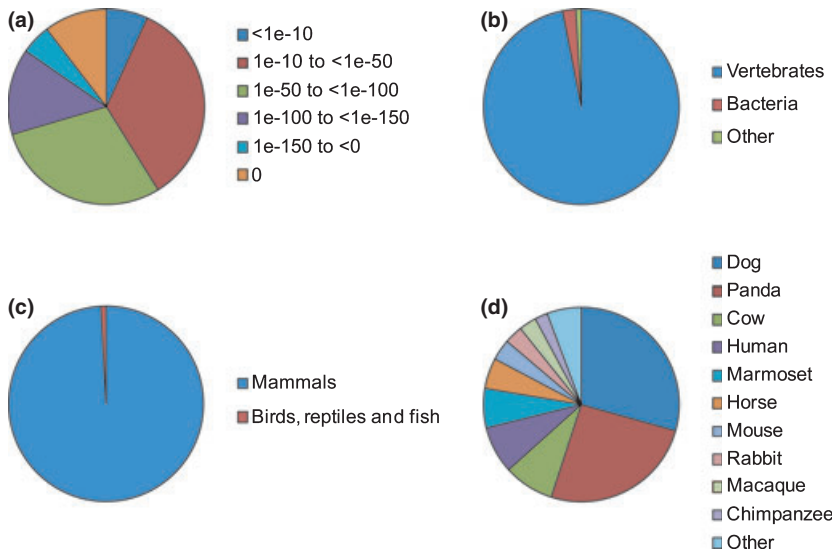 (a)
<1e-10
1e-10 to <1e-50
1e-50 to <1e-100
1e-100 to <1e-150
1e-150 to <0
0
(b)
Vertebrates
Bacteria
Other
(c)
Mammals
Birds, reptiles and fish
(d)
Dog
Panda
Cow
Human
Marmoset
Horse
Mouse
Rabbit
Macaque
Chimpanzee
Other